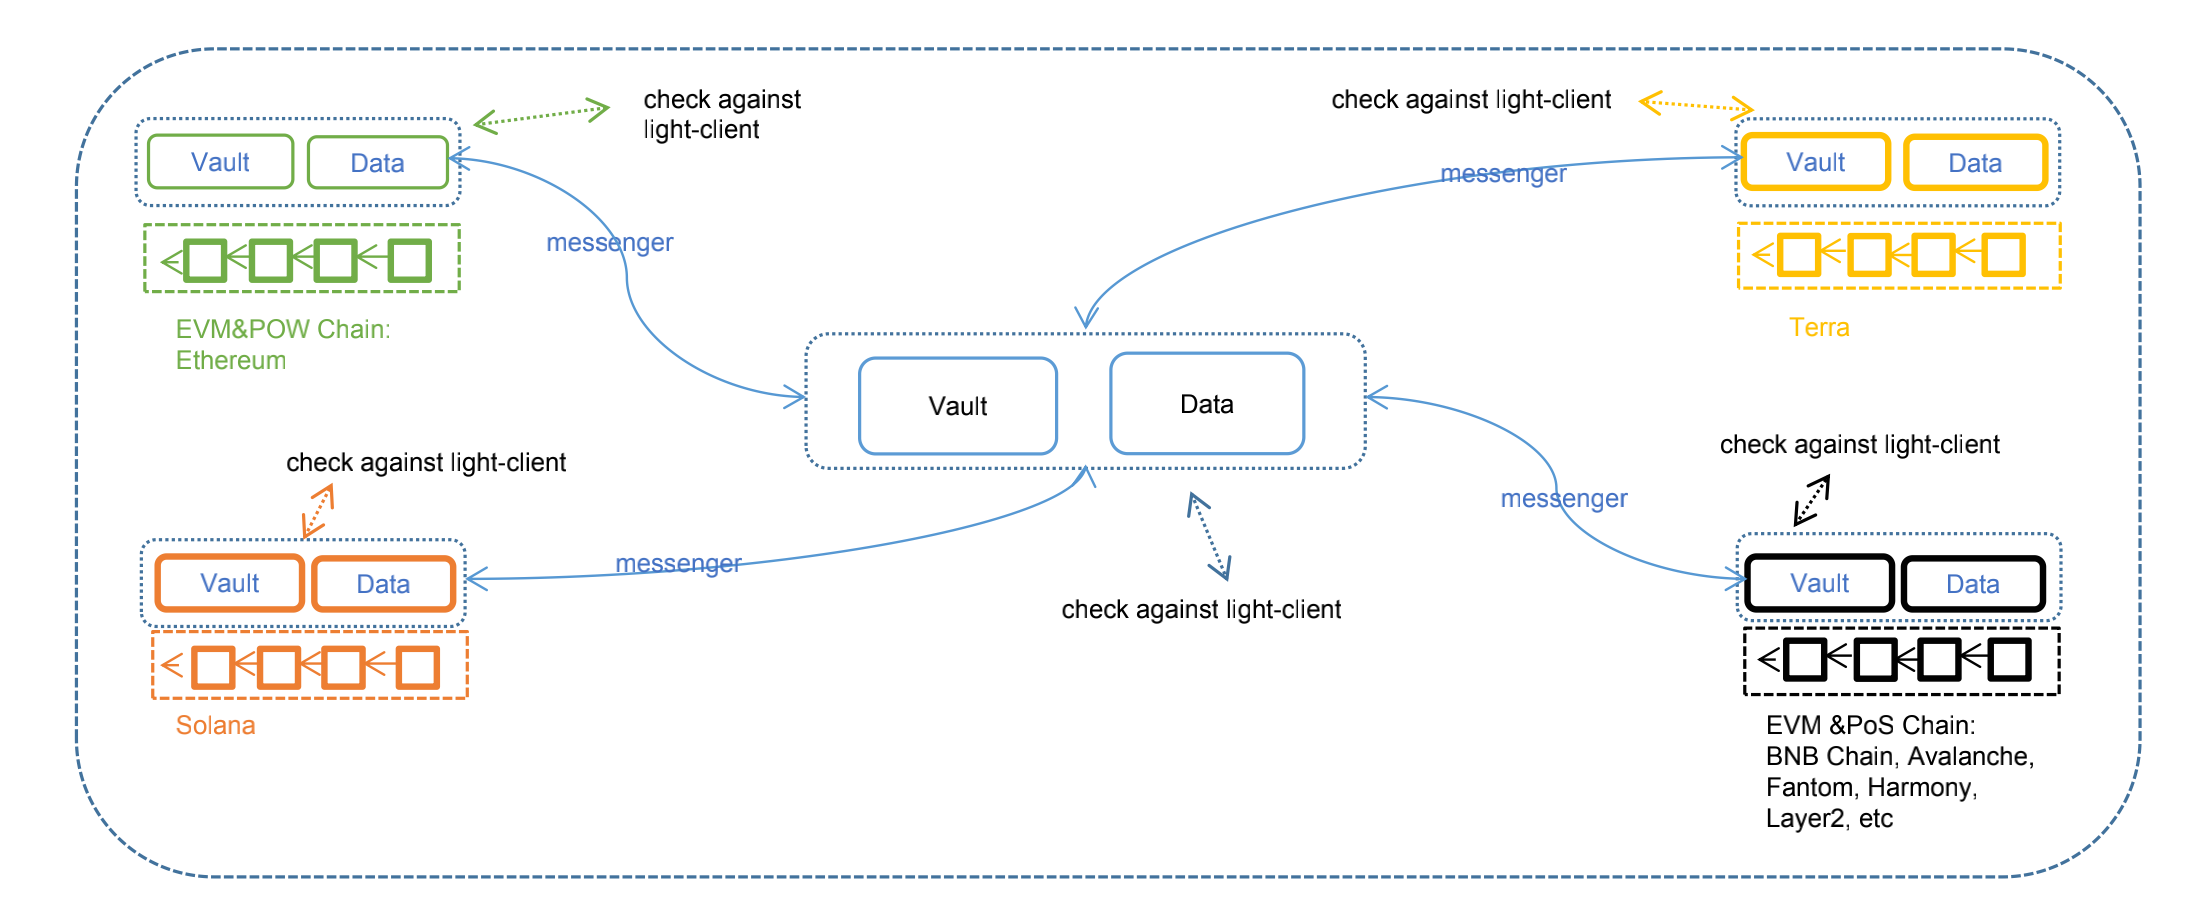 check against
light-client
Vault
Data
messenger
EVM&POW Chain:
Ethereum
check against light-client
messenger
Vault
Data
Terra
Vault
Data
check against light-client
check against light-client
Vault
Data
messenger
Solana
check against light-client
messenger
Vault
Data
EVM &PoS Chain:
BNB Chain, Avalanche,
Fantom, Harmony,
Layer2, etc